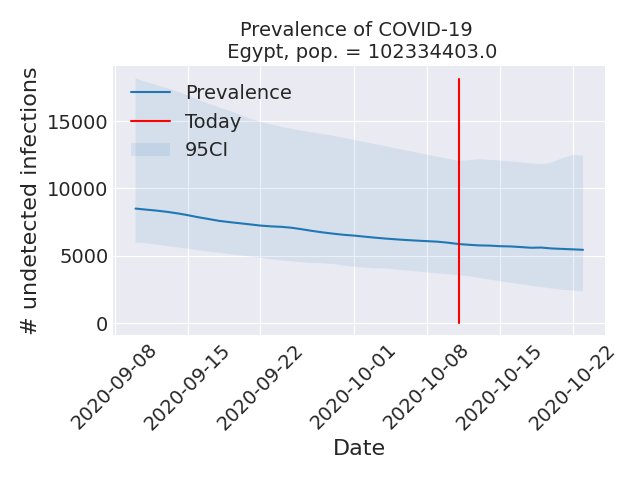 Prevalence of COVID-19
Egypt, pop. = 102334403.0
# undetected infections
15000
10000
5000
0
Prevalence
Today
95CI
2020-09-08
2020-09-15
2020-09-22
2020-10-01
2020-10-08
2020-10-15
2020-10-22
Date